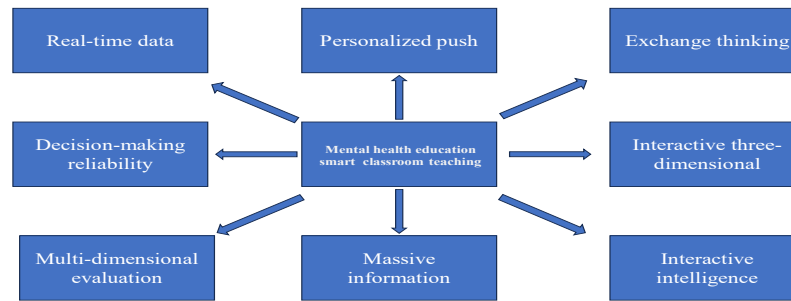 Real-time data
Personalized push
Exchange thinking
Decision-making
reliability
Mental health education
smart classroom teaching
Interactive three-
dimensional
Multi-dimensional
evaluation
Massive
information
Interactive
intelligence